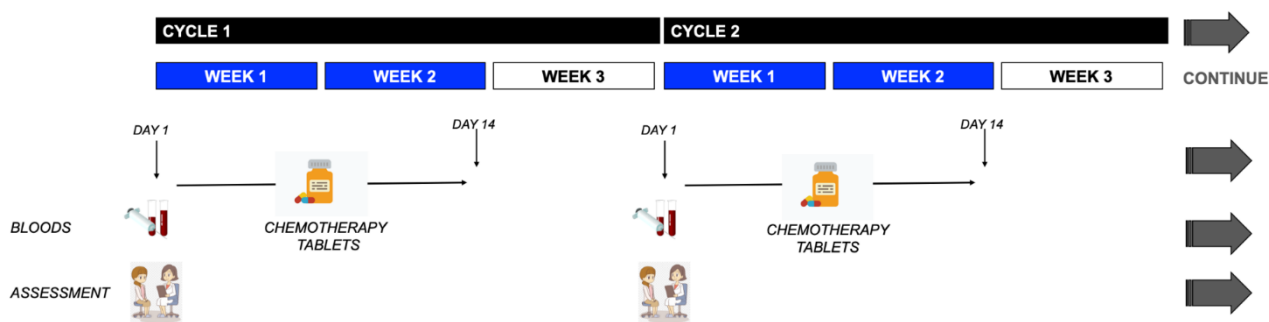 CYCLE 1 CYCLE 2
WEEK 1 WEEK 2 WEEK 3 WEEK 1 WEEK 2 WEEK 3 CONTINUE
DAY 1 DAY 14 DAY 1 DAY 14
BLOODS CHEMOTHERAPY CHEMOTHERAPY
TABLETS TABLETS
ASSESSMENT